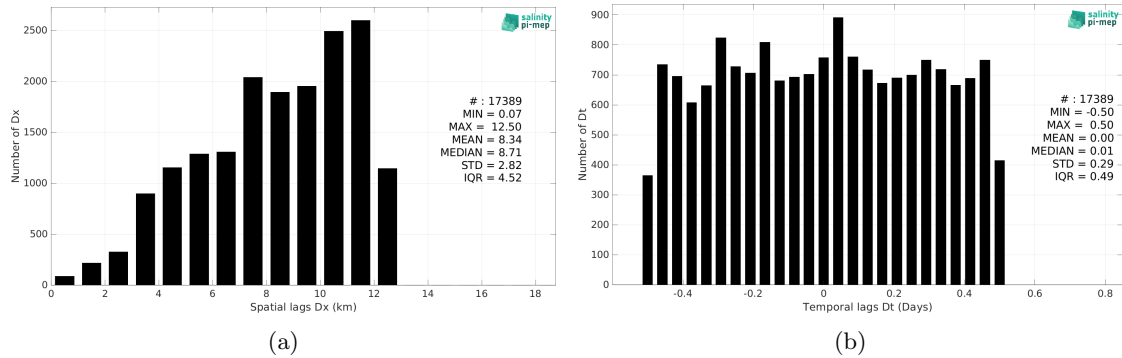 salinity
pi-mep
2500
2000
1500
1000
500
0
Number of Dx
# : 17389
MIN = 0.07
MAX = 12.50
MEAN = 8.34
MEDIAN = 8.71
STD = 2.82
IQR = 4.52
0 2 4 6 8 10 12 14 16 18
Spatial lags Dx (km)
(a)
salinity
pi-mep
900
800
700
600
500
400
300
200
100
0
Number of Dt
# : 17389
MIN = -0.50
MAX = 0.50
MEAN = 0.00
MEDIAN = 0.01
STD = 0.29
IQR = 0.49
-0.4 -0.2 0 0.2 0.4 0.6 0.8
Temporal lags Dt (Days)
(b)